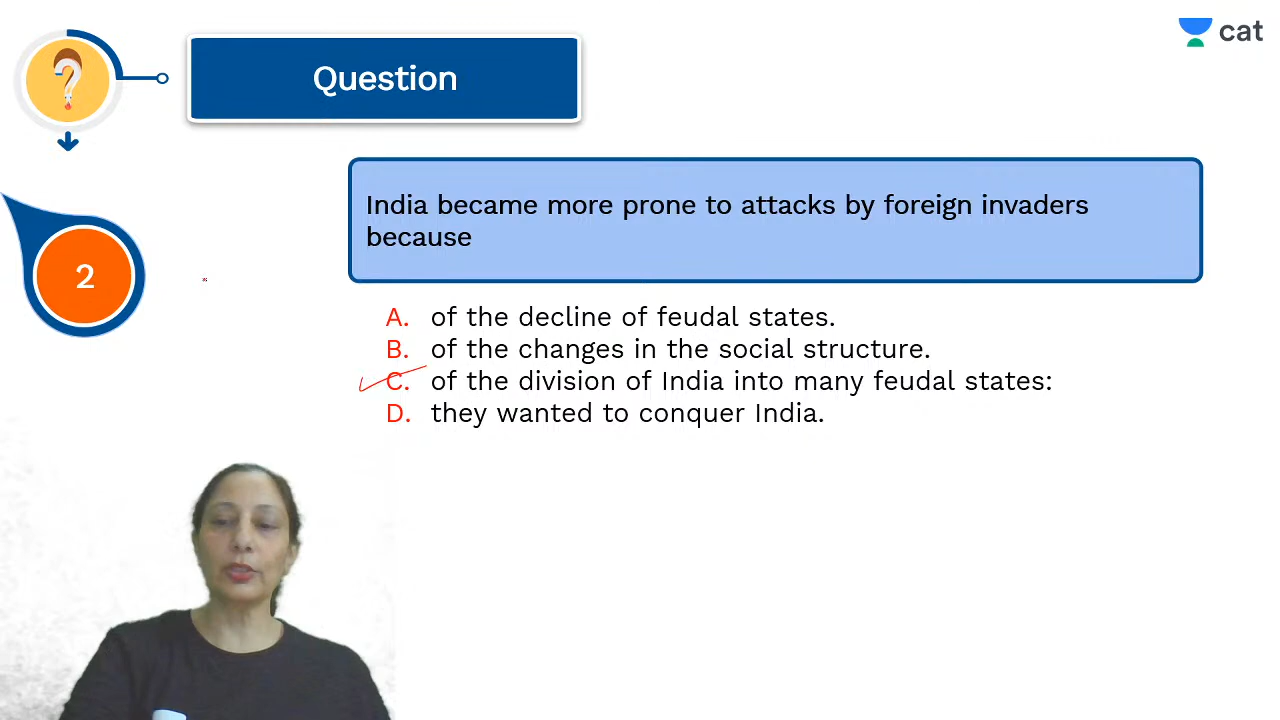 cat
Question
2
India became more prone to attacks by foreign invaders
because
A. of the decline of feudal states.
B. of the changes in the social structure.
C. of the division of India into many feudal states:
D. they wanted to conquer India.